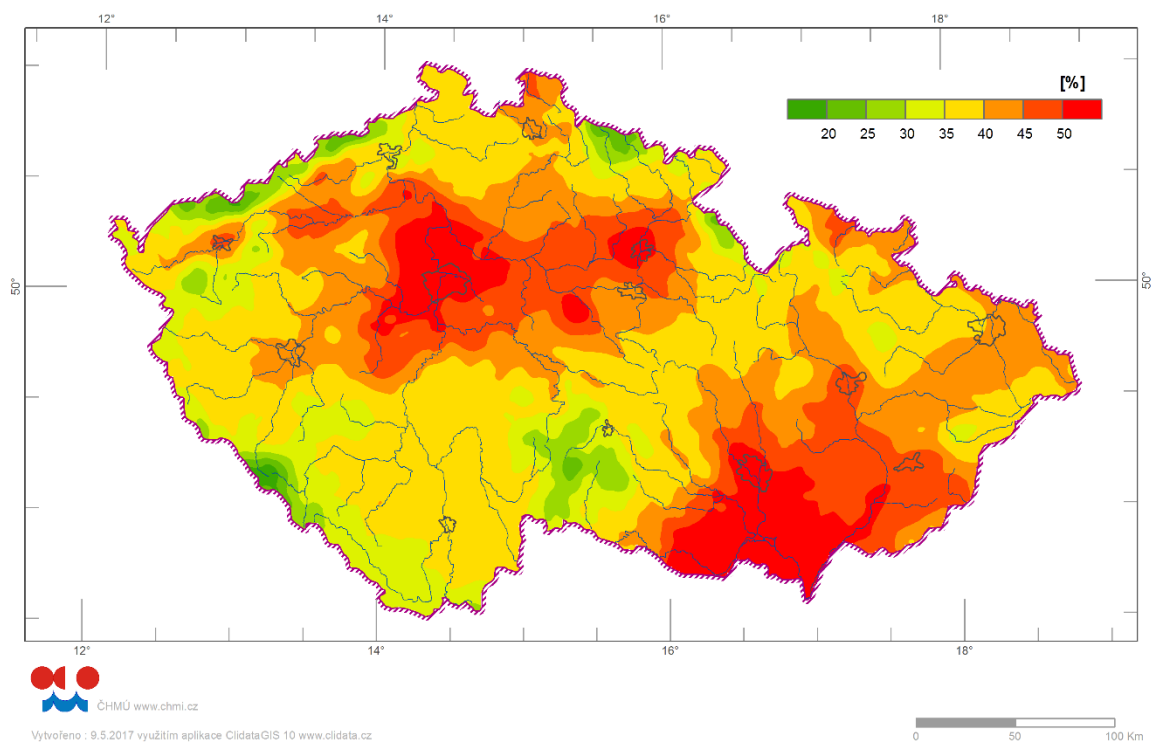 12° 14° 16° 18°
[%]
20 25 30 35 40 45 50
50° 50°
12° 14° 16° 18°
ČHMÚ www.chmi.cz
Vytvořeno : 9.5.2017 využitím aplikace ClidataGIS 10 www.clidata.cz
0 50 100 Km